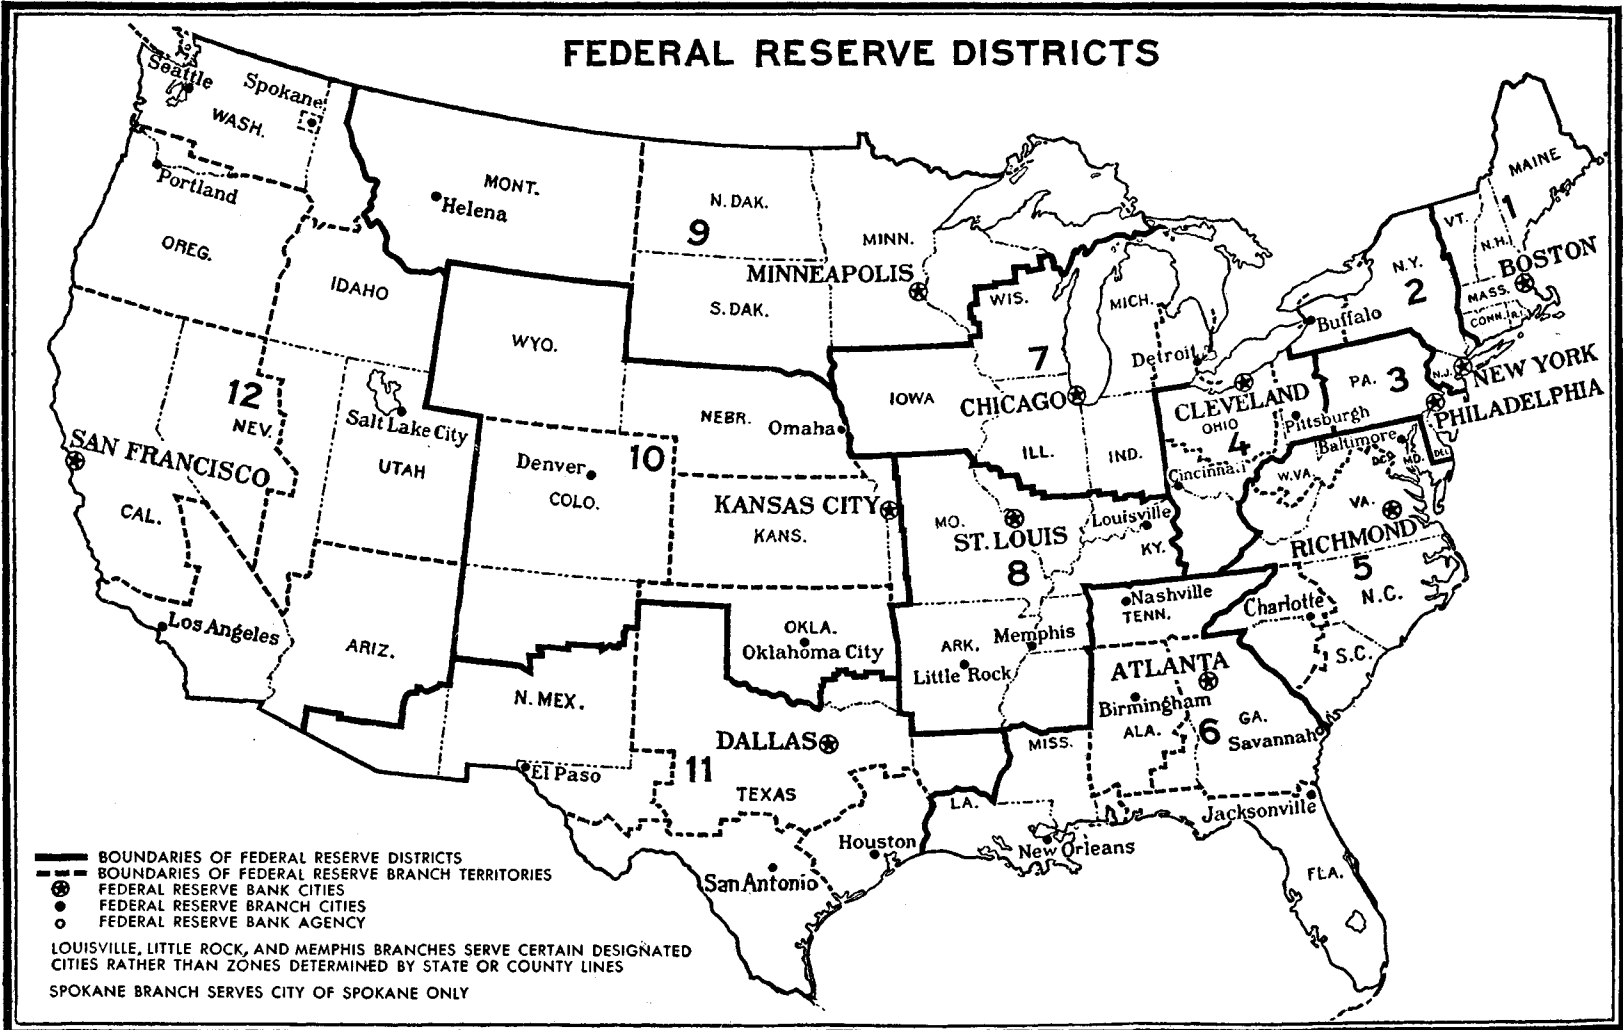 FEDERAL RESERVE DISTRICTS
Seattle
Spokane
WASH.
Portland
OREG.
IDAHO
MONT.
Helena
N. DAK.
9
MINN.
MINNEAPOLIS
S. DAK.
WYO.
WIS.
MICH.
7
Detroit
MAINE
VT.
1
N.H.
BOSTON
MASS.
CONN.
R.I.
N.Y.
2
Buffalo
NEW YORK
N.J.
PA.
3
PHILADELPHIA
Pittsburgh
CLEVELAND
OHIO
4
Cincinnati
Baltimore
D.C.
MD.
DEL.
W.VA.
VA.
RICHMOND
5
N.C.
Charlotte
S.C.
12
NEV.
Salt Lake City
UTAH
SAN FRANCISCO
CAL.
Los Angeles
ARIZ.
NEBR.
Omaha
10
Denver
COLO.
KANSAS CITY
KANS.
IOWA
CHICAGO
ILL.
IND.
MO.
ST. LOUIS
8
Louisville
KY.
Nashville
TENN.
Memphis
ARK.
Little Rock
OKLA.
Oklahoma City
N. MEX.
El Paso
DALLAS
11
TEXAS
Houston
San Antonio
LA.
New Orleans
MISS.
ATLANTA
Birmingham
ALA.
6
GA.
Savannah
Jacksonville
FLA.
BOUNDARIES OF FEDERAL RESERVE DISTRICTS
BOUNDARIES OF FEDERAL RESERVE BRANCH TERRITORIES
FEDERAL RESERVE BANK CITIES
FEDERAL RESERVE BRANCH CITIES
FEDERAL RESERVE BANK AGENCY
LOUISVILLE, LITTLE ROCK, AND MEMPHIS BRANCHES SERVE CERTAIN DESIGNATED
CITIES RATHER THAN ZONES DETERMINED BY STATE OR COUNTY LINES
SPOKANE BRANCH SERVES CITY OF SPOKANE ONLY